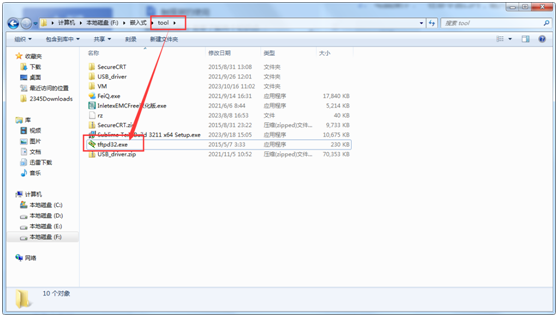 计算机 ▸ 本地磁盘 (F:) ▸ 嵌入式 ▸ tool ▸
搜索 tool
组织 ▾ 包含到库中 ▾ 共享 ▾ 刻录 新建文件夹
名称 修改日期 类型 大小
收藏夹
下载
桌面
最近访问的位置
2345Downloads
库
视频
图片
文档
迅雷下载
音乐
计算机
本地磁盘 (C:)
本地磁盘 (D:)
本地磁盘 (E:)
本地磁盘 (F:)
网络
SecureCRT 2015/8/31 13:08 文件夹
USB_driver 2021/9/26 12:01 文件夹
VM 2023/10/16 11:02 文件夹
FeiQ.exe 2021/9/14 16:31 应用程序 17,840 KB
InletexEMCFree汉化版.exe 2021/6/6 8:44 应用程序 5,214 KB
rz 2023/8/8 16:53 文件 40 KB
SecureCRT.zip 2015/8/31 23:22 压缩(zipped)文件... 9,733 KB
Sublime Text Build 3211 x64 Setup.exe 2023/9/18 15:05 应用程序 10,675 KB
tftpd32.exe 2015/5/7 3:33 应用程序 230 KB
USB_driver.zip 2021/11/5 10:52 压缩(zipped)文件... 70,353 KB
10 个对象